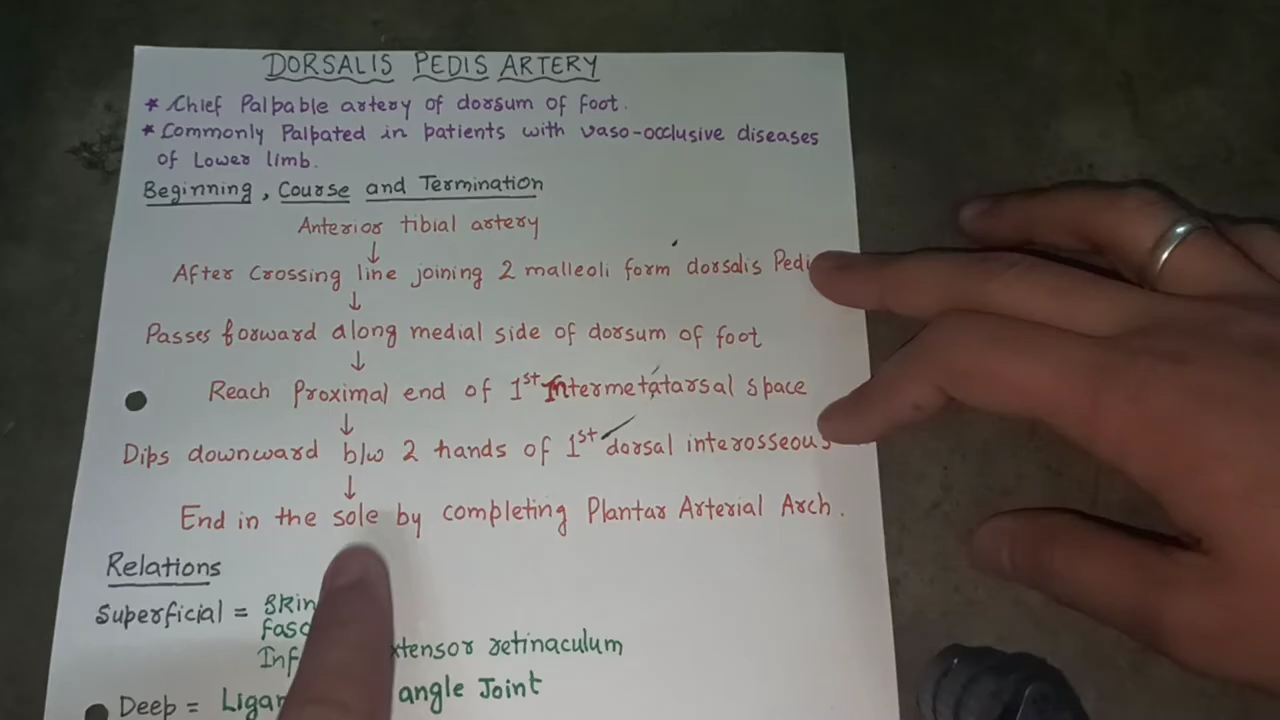 DORSALIS PEDIS ARTERY
* Chief Palpable artery of dorsum of foot.
* Commonly Palpated in patients with vaso-occlusive diseases
of Lower limb.
Beginning, Course and Termination
Anterior tibial artery
↓
After Crossing line joining 2 malleoli form dorsalis Pedi
↓
Passes forward along medial side of dorsum of foot
↓
Reach Proximal end of 1st Intermetatarsal space
↓
Dips downward b/w 2 hands of 1st dorsal interosseous
↓
End in the sole by completing Plantar Arterial Arch.
Relations
Superficial = Skin
extensor retinaculum
Deep = angle Joint